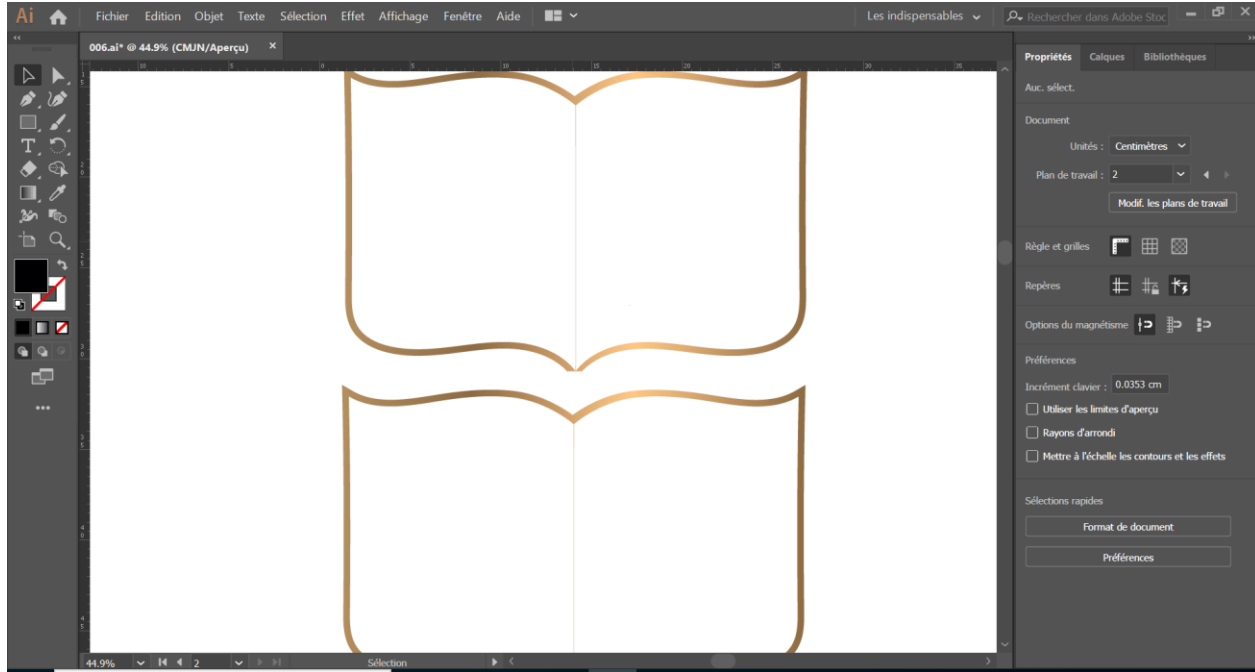 Ai Fichier Edition Objet Texte Sélection Effet Affichage Fenêtre Aide Les indispensables Rechercher dans Adobe Stoc
006.ai* @ 44.9% (CMJN/Aperçu) ×
Propriétés Calques Bibliothèques
Auc. sélect.
Document
Unités : Centimètres
Plan de travail : 2
Modif. les plans de travail
Règle et grilles
Repères
Options du magnétisme
Préférences
Incrément clavier : 0.0353 cm
Utiliser les limites d'aperçu
Rayons d'arrondi
Mettre à l'échelle les contours et les effets
Sélections rapides
Format de document
Préférences
44.9% 2 Sélection